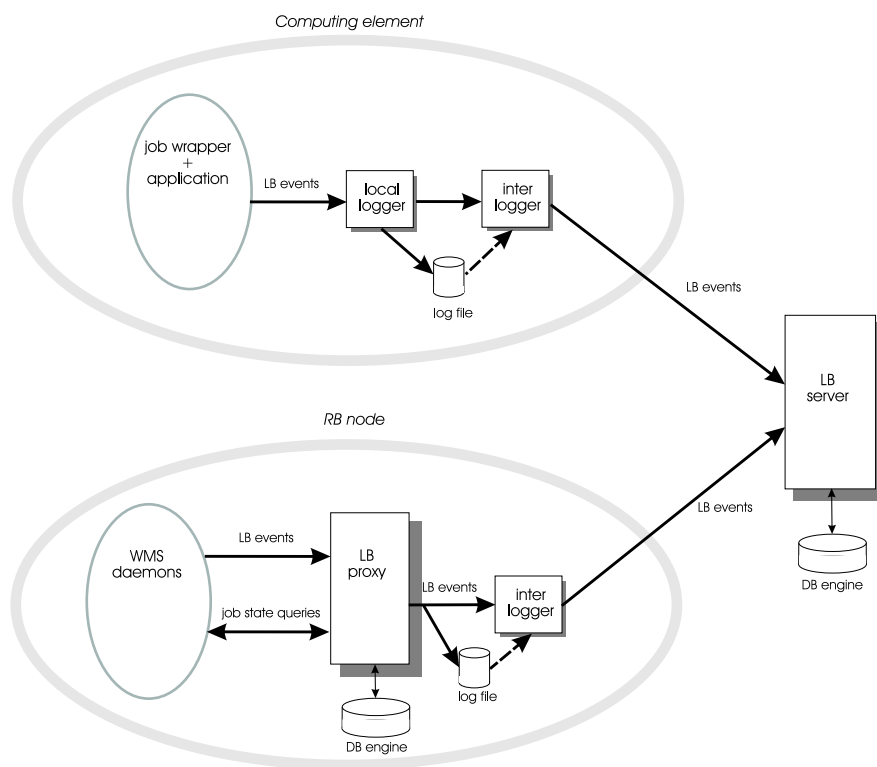 Computing element
job wrapper
+
application
LB events
local
logger
inter
logger
log file
LB events
LB
server
RB node
WMS
daemons
LB events
job state queries
LB
proxy
LB events
inter
logger
log file
DB engine
LB events
DB engine